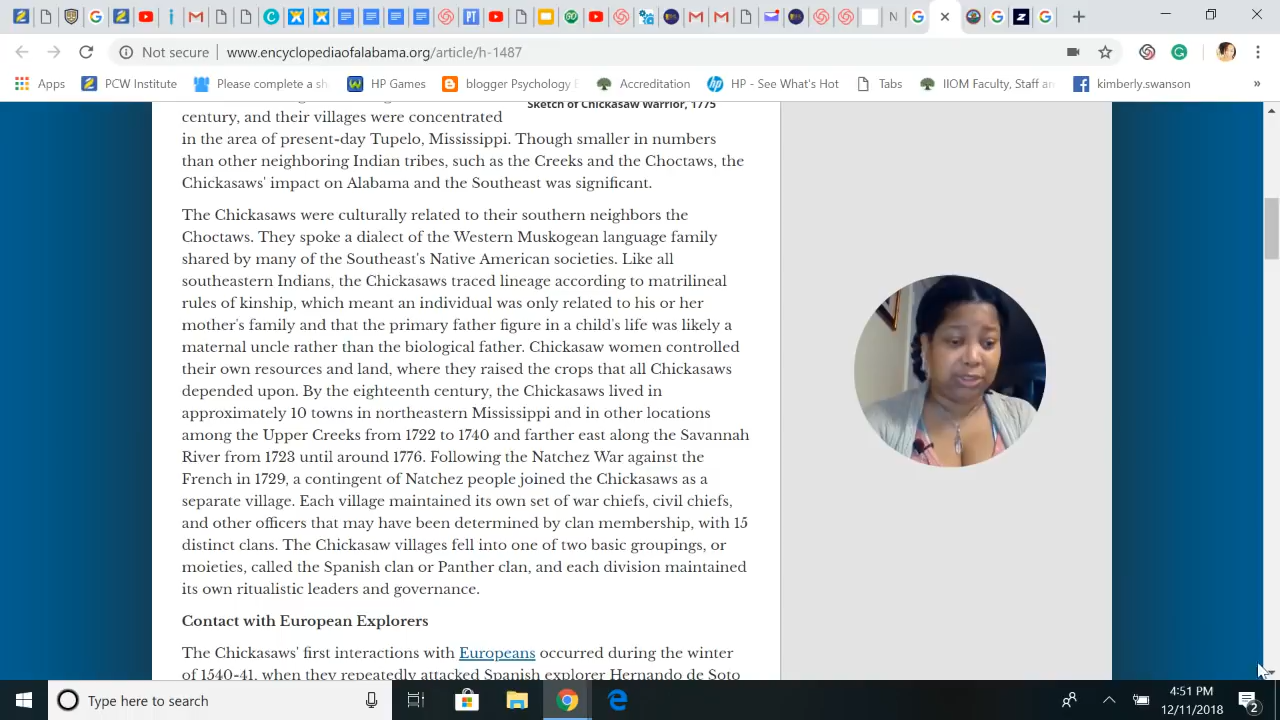 Not secure
www.encyclopediaofalabama.org/article/h-1487
Apps
PCW Institute
Please complete a sh
HP Games
blogger Psychology E
Accreditation
HP - See What's Hot
Tabs
IIOM Faculty, Staff an
kimberly.swanson
»
Sketch of Chickasaw Warrior, 1775
century, and their villages were concentrated
in the area of present-day Tupelo, Mississippi. Though smaller in numbers
than other neighboring Indian tribes, such as the Creeks and the Choctaws, the
Chickasaws' impact on Alabama and the Southeast was significant.
The Chickasaws were culturally related to their southern neighbors the
Choctaws. They spoke a dialect of the Western Muskogean language family
shared by many of the Southeast's Native American societies. Like all
southeastern Indians, the Chickasaws traced lineage according to matrilineal
rules of kinship, which meant an individual was only related to his or her
mother's family and that the primary father figure in a child's life was likely a
maternal uncle rather than the biological father. Chickasaw women controlled
their own resources and land, where they raised the crops that all Chickasaws
depended upon. By the eighteenth century, the Chickasaws lived in
approximately 10 towns in northeastern Mississippi and in other locations
among the Upper Creeks from 1722 to 1740 and farther east along the Savannah
River from 1723 until around 1776. Following the Natchez War against the
French in 1729, a contingent of Natchez people joined the Chickasaws as a
separate village. Each village maintained its own set of war chiefs, civil chiefs,
and other officers that may have been determined by clan membership, with 15
distinct clans. The Chickasaw villages fell into one of two basic groupings, or
moieties, called the Spanish clan or Panther clan, and each division maintained
its own ritualistic leaders and governance.
Contact with European Explorers
The Chickasaws' first interactions with Europeans occurred during the winter
of 1540-41, when they repeatedly attacked Spanish explorer Hernando de Soto
Type here to search
4:51 PM
12/11/2018
2